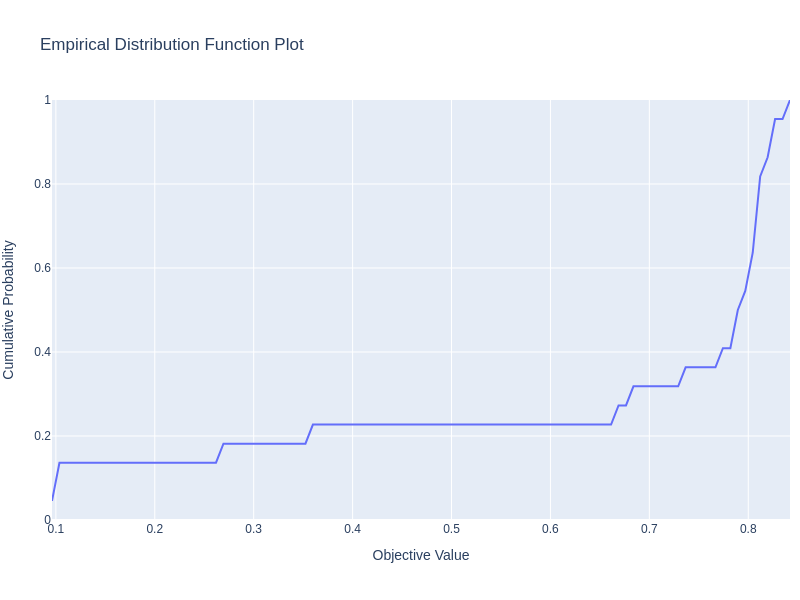 Empirical Distribution Function Plot
1
0.8
0.6
0.4
0.2
0
Cumulative Probability
0.1 0.2 0.3 0.4 0.5 0.6 0.7 0.8
Objective Value